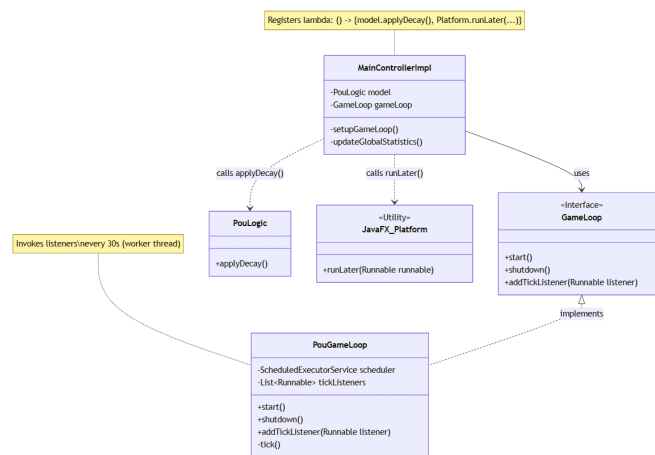 Registers lambda: () -> {model.applyDecay(), Platform.runLater(...)}
MainControllerImpl
-PouLogic model
-GameLoop gameLoop
-setupGameLoop()
-updateGlobalStatistics()
calls applyDecay()
calls runLater()
uses
PouLogic
+applyDecay()
«Utility»
JavaFX_Platform
+runLater(Runnable runnable)
«interface»
GameLoop
+start()
+shutdown()
+addTickListener(Runnable listener)
Invokes listeners\nevery 30s (worker thread)
implements
PouGameLoop
-ScheduledExecutorService scheduler
-List<Runnable> tickListeners
+start()
+shutdown()
+addTickListener(Runnable listener)
-tick()